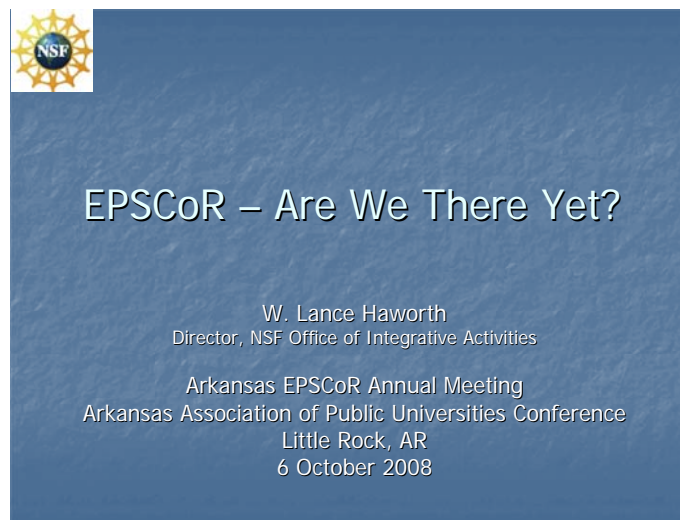 NSF
EPSCoR – Are We There Yet?
W. Lance Haworth
Director, NSF Office of Integrative Activities
Arkansas EPSCoR Annual Meeting
Arkansas Association of Public Universities Conference
Little Rock, AR
6 October 2008